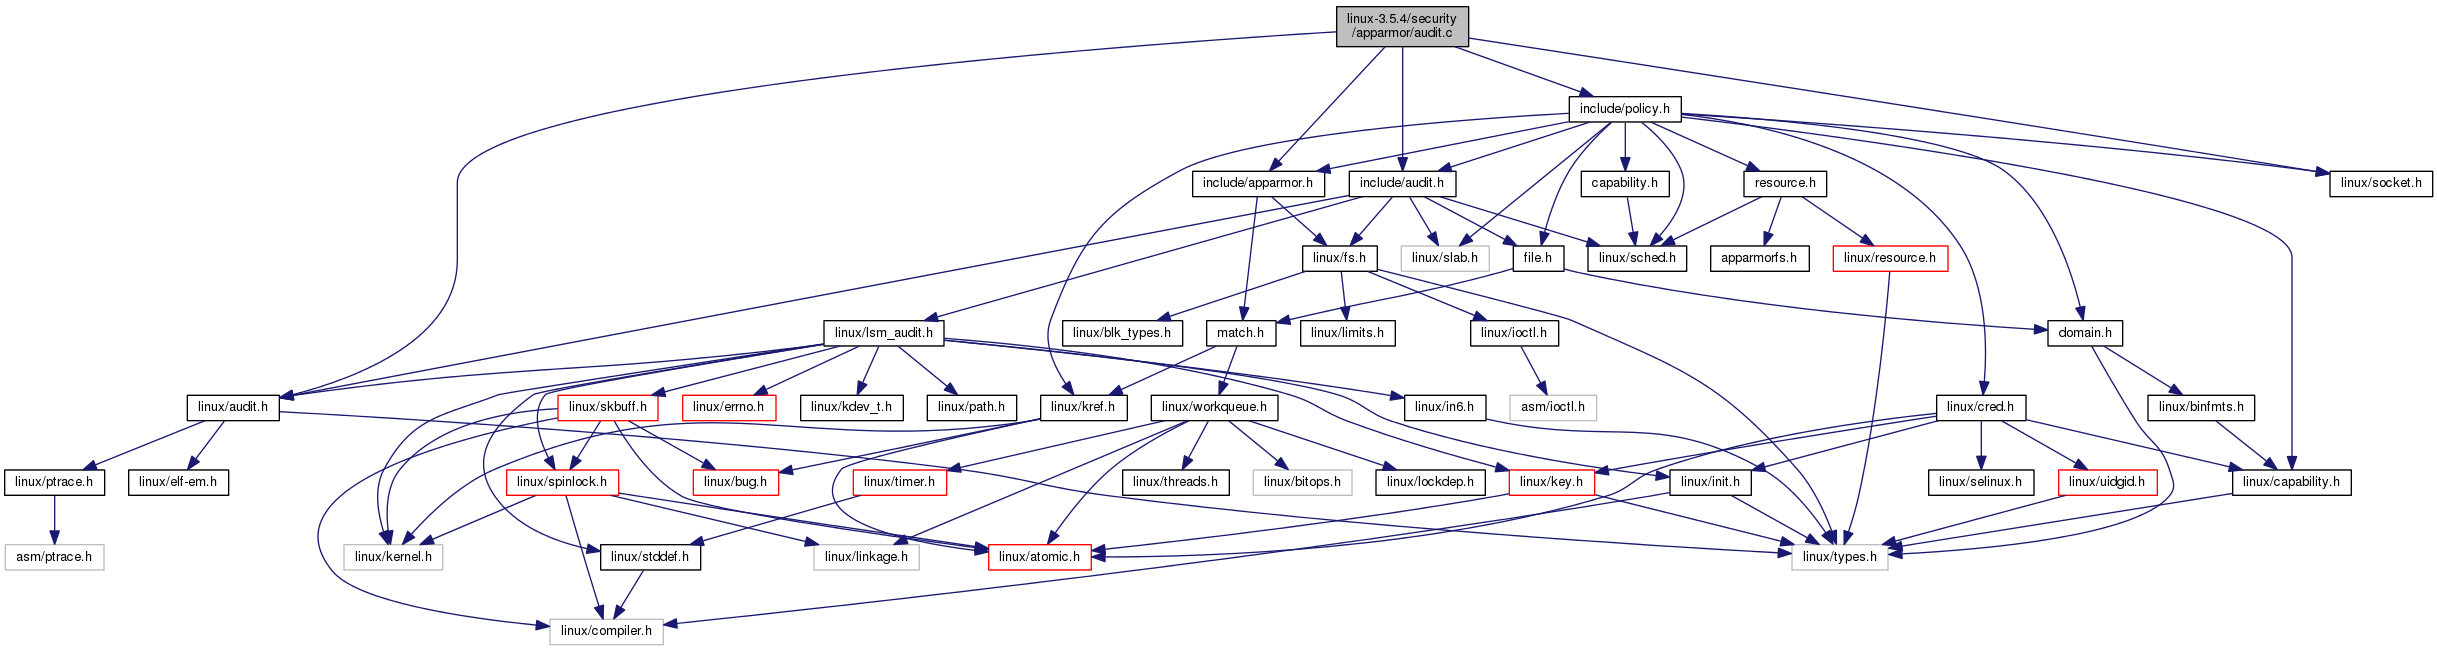 linux-3.5.4/security
/apparmor/audit.c
include/policy.h
include/apparmor.h
include/audit.h
capability.h
resource.h
linux/socket.h
linux/fs.h
linux/slab.h
file.h
linux/sched.h
apparmorfs.h
linux/resource.h
linux/lsm_audit.h
linux/blk_types.h
match.h
linux/limits.h
linux/ioctl.h
domain.h
linux/audit.h
linux/skbuff.h
linux/errno.h
linux/kdev_t.h
linux/path.h
linux/kref.h
linux/workqueue.h
linux/in6.h
asm/ioctl.h
linux/cred.h
linux/binfmts.h
linux/ptrace.h
linux/elf-em.h
linux/spinlock.h
linux/bug.h
linux/timer.h
linux/threads.h
linux/bitops.h
linux/lockdep.h
linux/key.h
linux/init.h
linux/selinux.h
linux/uidgid.h
linux/capability.h
asm/ptrace.h
linux/kernel.h
linux/stddef.h
linux/linkage.h
linux/atomic.h
linux/types.h
linux/compiler.h